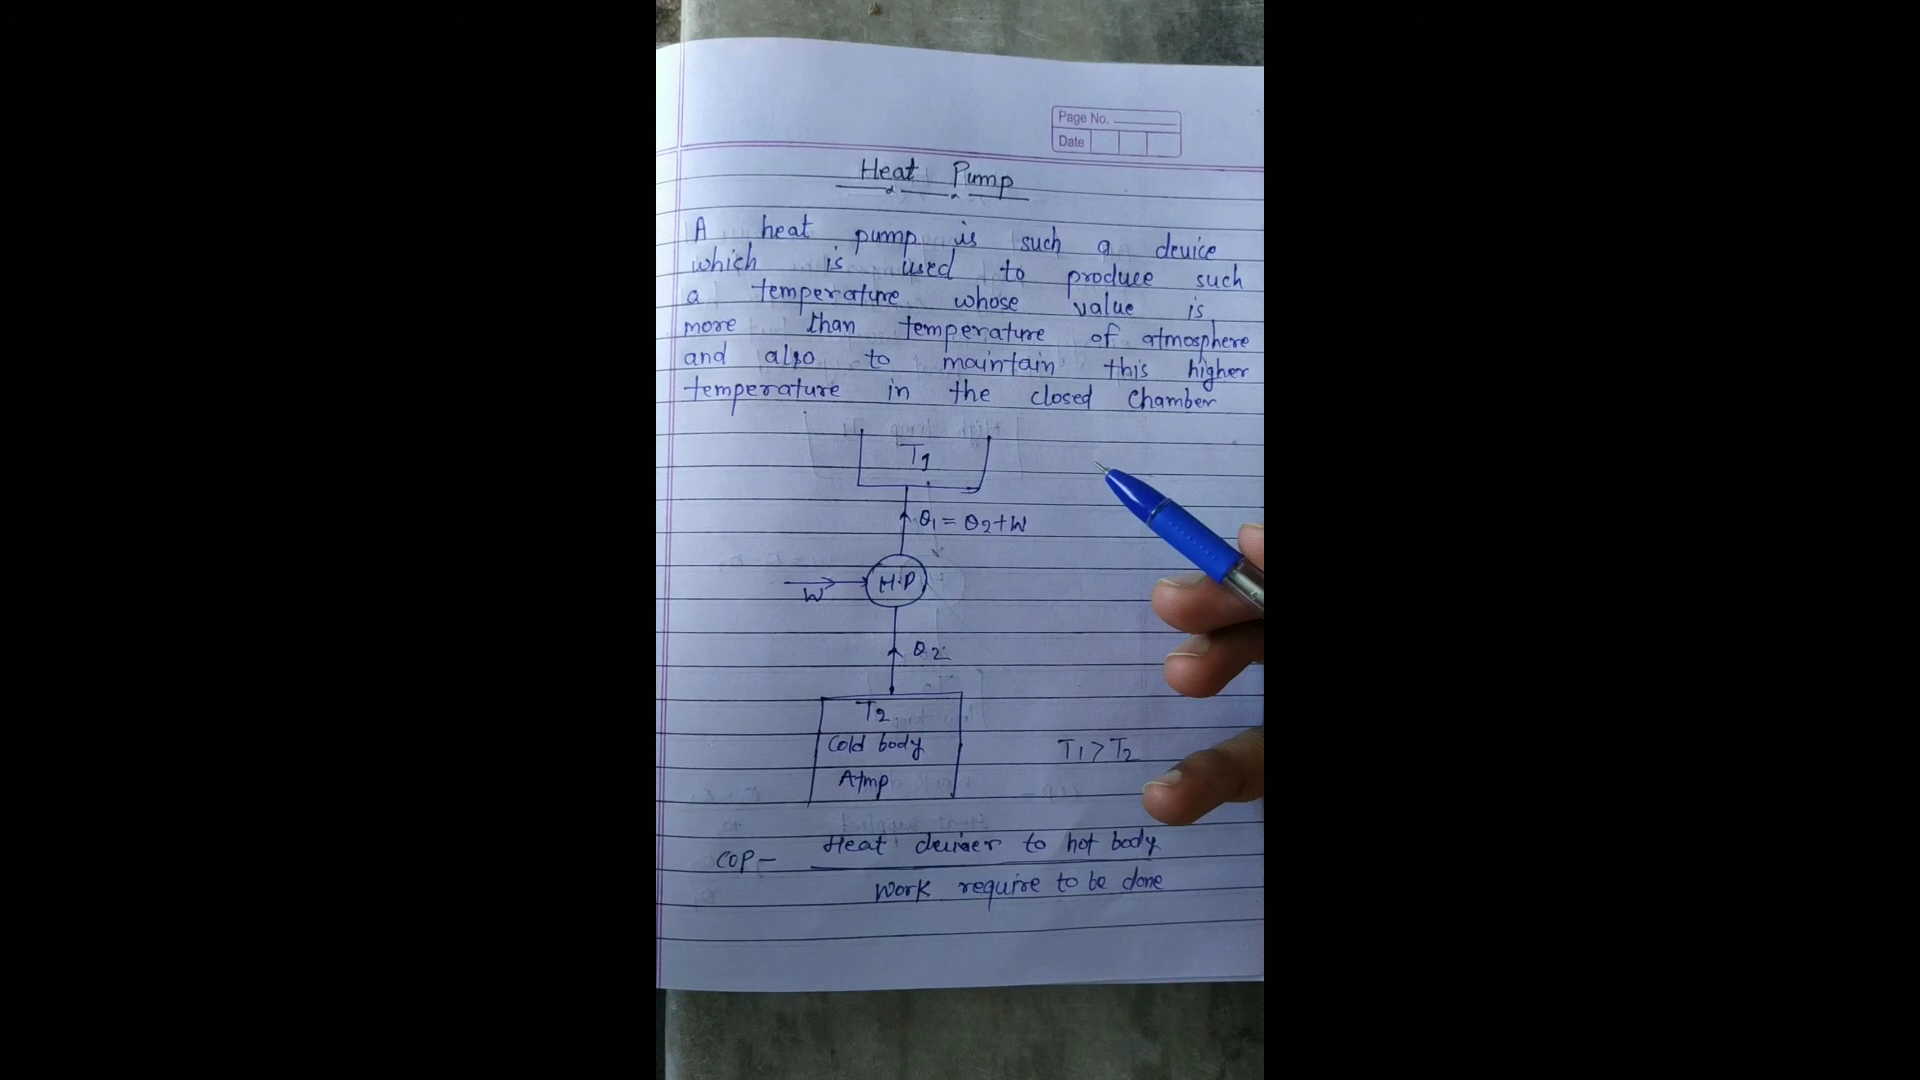 Page No.
Date
Heat Pump
A heat pump is such a device
which is used to produce such
a temperature whose value is
more than temperature of atmosphere
and also to maintain this higher
temperature in the closed Chamber
T1
Q1 = Q2 + W
H.P
W
Q2
T2
Cold body
Atmp
T1 > T2
Heat deliver to hot body
COP -
Work require to be done